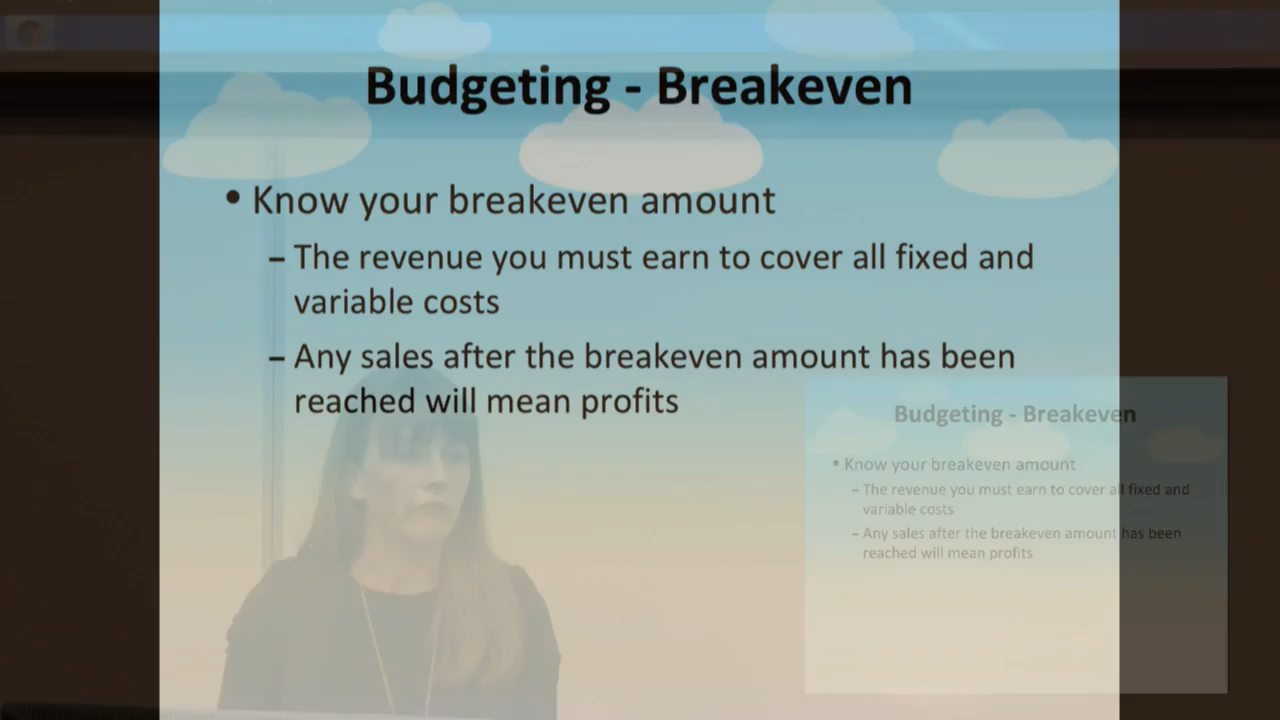 Budgeting - Breakeven
• Know your breakeven amount
– The revenue you must earn to cover all fixed and
variable costs
– Any sales after the breakeven amount has been
reached will mean profits
Budgeting - Breakeven
• Know your breakeven amount
– The revenue you must earn to cover all fixed and
variable costs
– Any sales after the breakeven amount has been
reached will mean profits